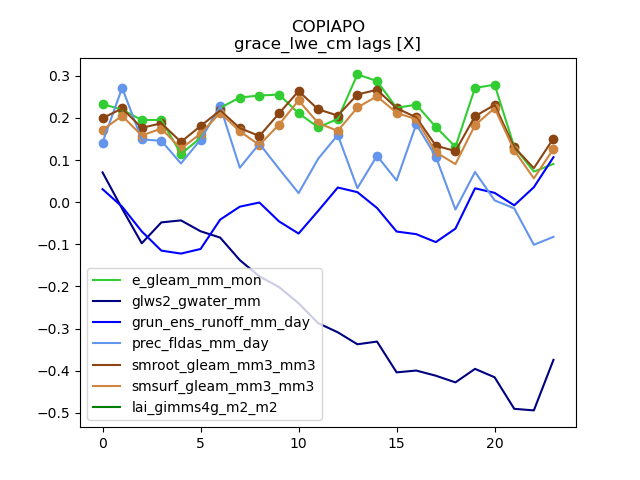 COPIAPO
grace_lwe_cm lags [X]
0.3
0.2
0.1
0.0
−0.1
−0.2
−0.3
−0.4
−0.5
e_gleam_mm_mon
glws2_gwater_mm
grun_ens_runoff_mm_day
prec_fldas_mm_day
smroot_gleam_mm3_mm3
smsurf_gleam_mm3_mm3
lai_gimms4g_m2_m2
0 5 10 15 20